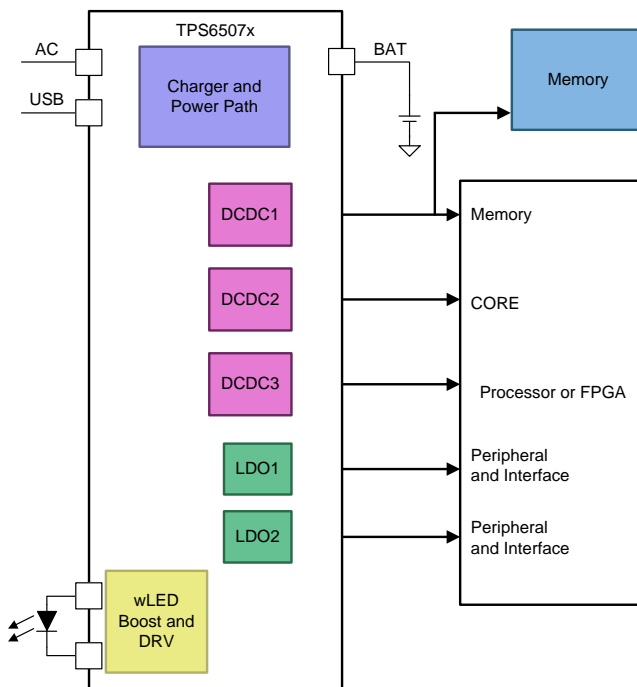 TPS6507x
AC
USB
Charger and
Power Path
BAT
Memory
DCDC1
Memory
DCDC2
CORE
DCDC3
Processor or FPGA
LDO1
Peripheral
and Interface
LDO2
Peripheral
and Interface
wLED
Boost and
DRV